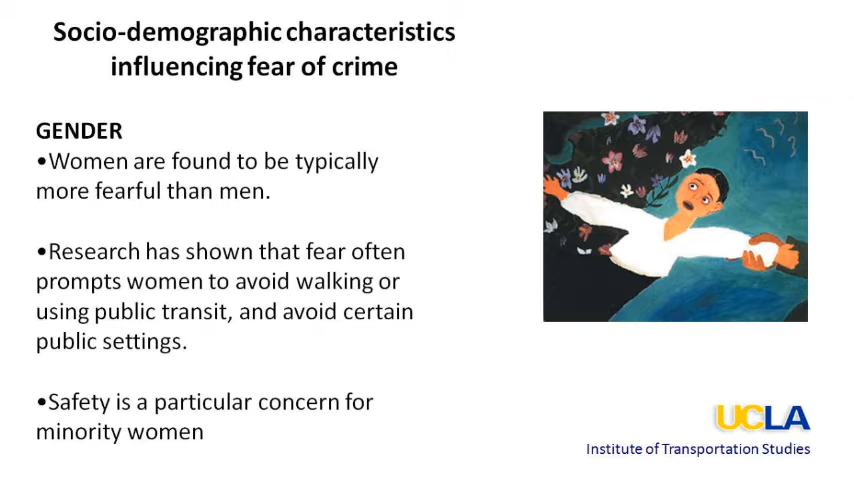 Socio-demographic characteristics
influencing fear of crime
GENDER
•Women are found to be typically
more fearful than men.
•Research has shown that fear often
prompts women to avoid walking or
using public transit, and avoid certain
public settings.
•Safety is a particular concern for
minority women
UCLA
Institute of Transportation Studies